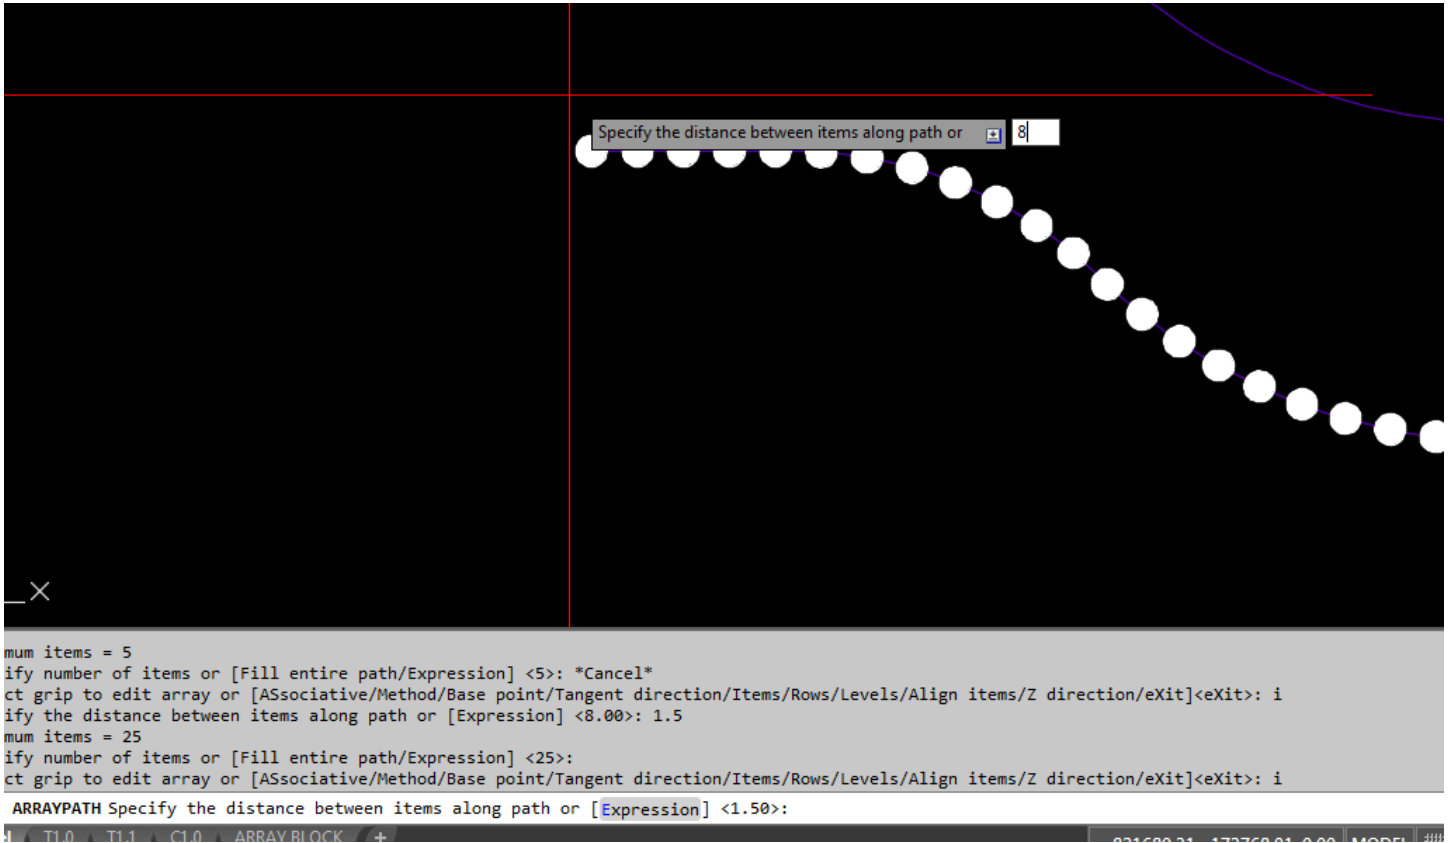 Specify the distance between items along path or 8
mum items = 5
ify number of items or [Fill entire path/Expression] <5>: *Cancel*
ct grip to edit array or [ASsociative/Method/Base point/Tangent direction/Items/Rows/Levels/Align items/Z direction/eXit]<eXit>: i
ify the distance between items along path or [Expression] <8.00>: 1.5
mum items = 25
ify number of items or [Fill entire path/Expression] <25>:
ct grip to edit array or [ASsociative/Method/Base point/Tangent direction/Items/Rows/Levels/Align items/Z direction/eXit]<eXit>: i
ARRAYPATH Specify the distance between items along path or [Expression] <1.50>:
T1.0 T1.1 C1.0 ARRAY BLOCK + MODEL